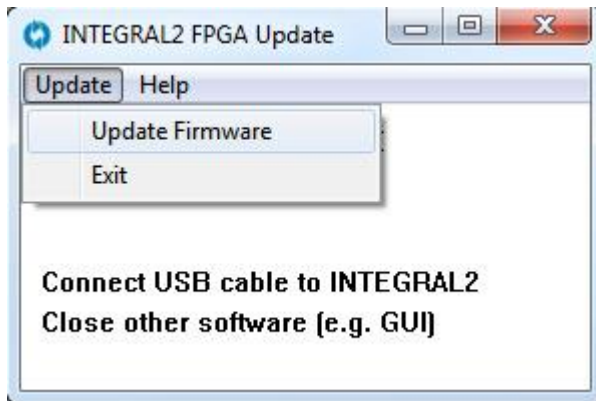 INTEGRAL2 FPGA Update
Update Help
Update Firmware
Exit
Connect USB cable to INTEGRAL2
Close other software (e.g. GUI)